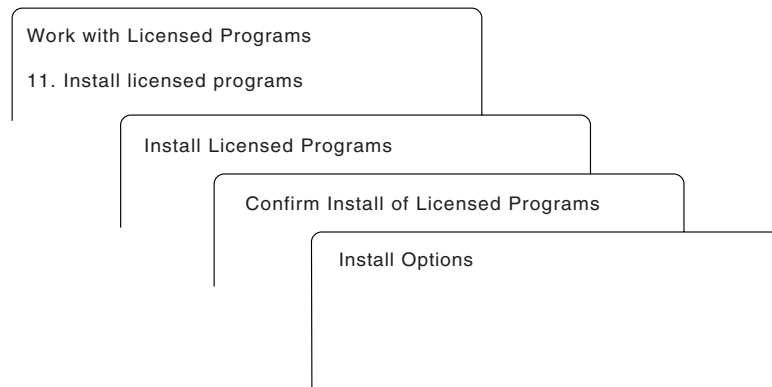 Work with Licensed Programs
11. Install licensed programs
Install Licensed Programs
Confirm Install of Licensed Programs
Install Options